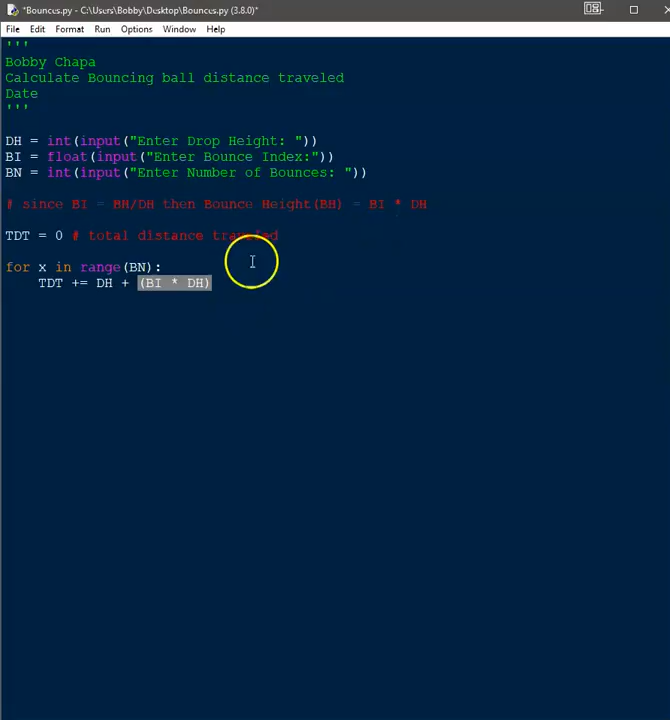 *Bounces.py - C:\Users\Bobby\Desktop\Bounces.py (3.8.0)*
File Edit Format Run Options Window Help
'''
Bobby Chapa
Calculate Bouncing ball distance traveled
Date
'''
DH = int(input("Enter Drop Height: "))
BI = float(input("Enter Bounce Index:"))
BN = int(input("Enter Number of Bounces: "))
# since BI = BH/DH then Bounce Height(BH) = BI * DH
TDT = 0 # total distance traveled
for x in range(BN):
    TDT += DH + (BI * DH)